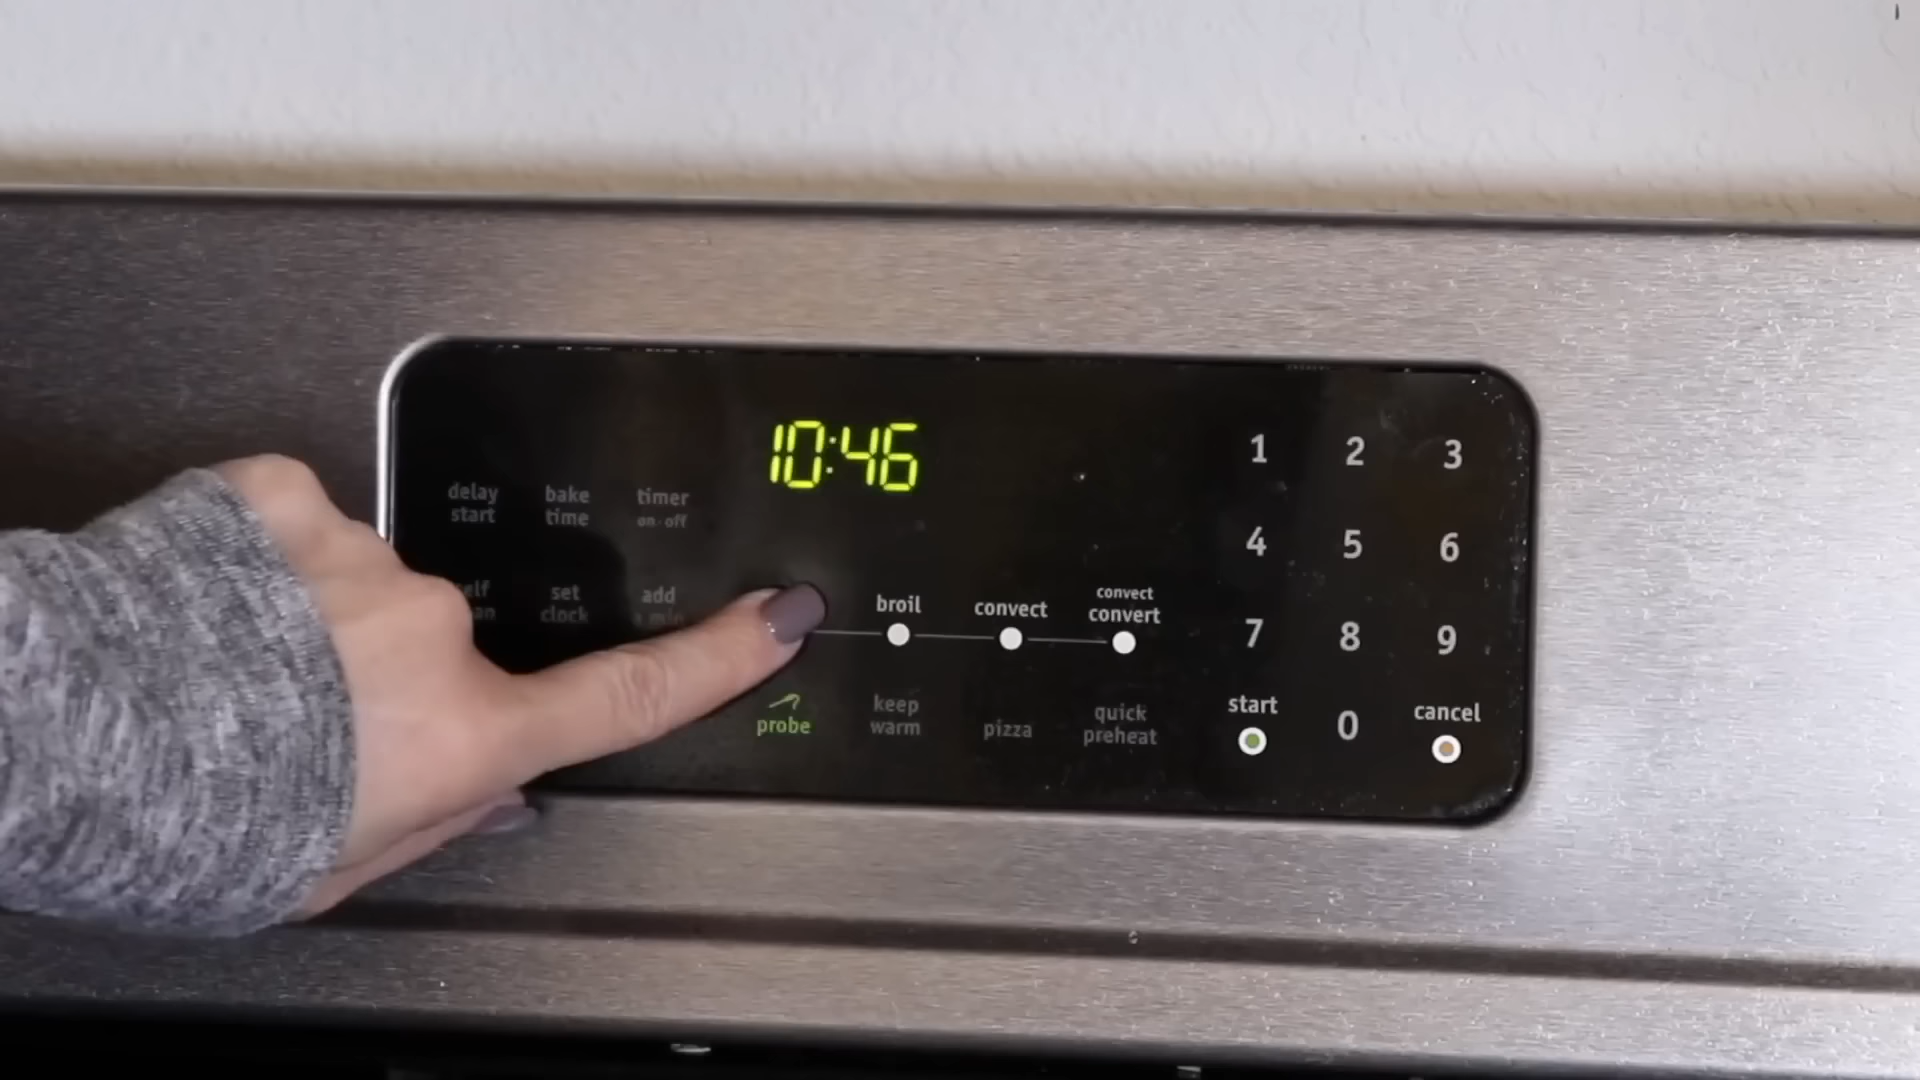 10:46
delay
start
bake
time
timer
on·off
set
clock
add
broil
convect
convect
convert
probe
keep
warm
pizza
quick
preheat
1 2 3
4 5 6
7 8 9
start
0
cancel